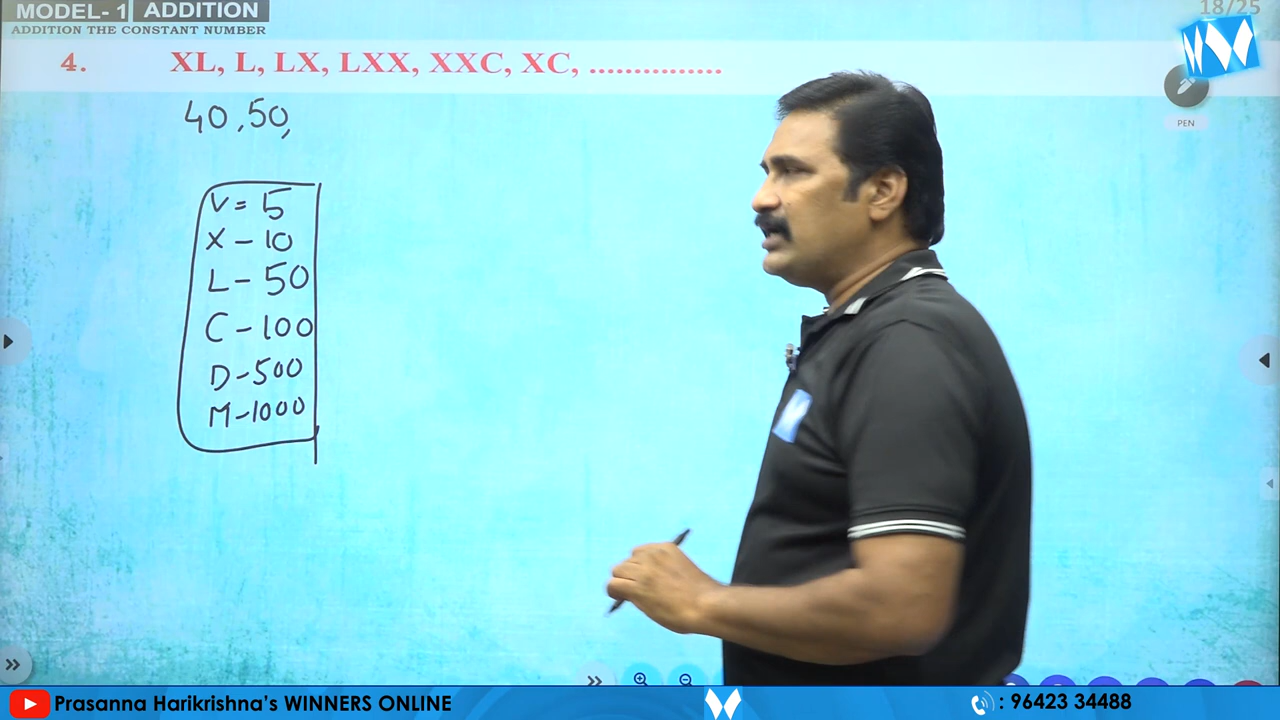 MODEL- 1 ADDITION
ADDITION THE CONSTANT NUMBER
18/25
4. XL, L, LX, LXX, XXC, XC, ...............
40, 50,
PEN
V = 5
X - 10
L - 50
C - 100
D - 500
M - 1000
Prasanna Harikrishna's WINNERS ONLINE
: 96423 34488